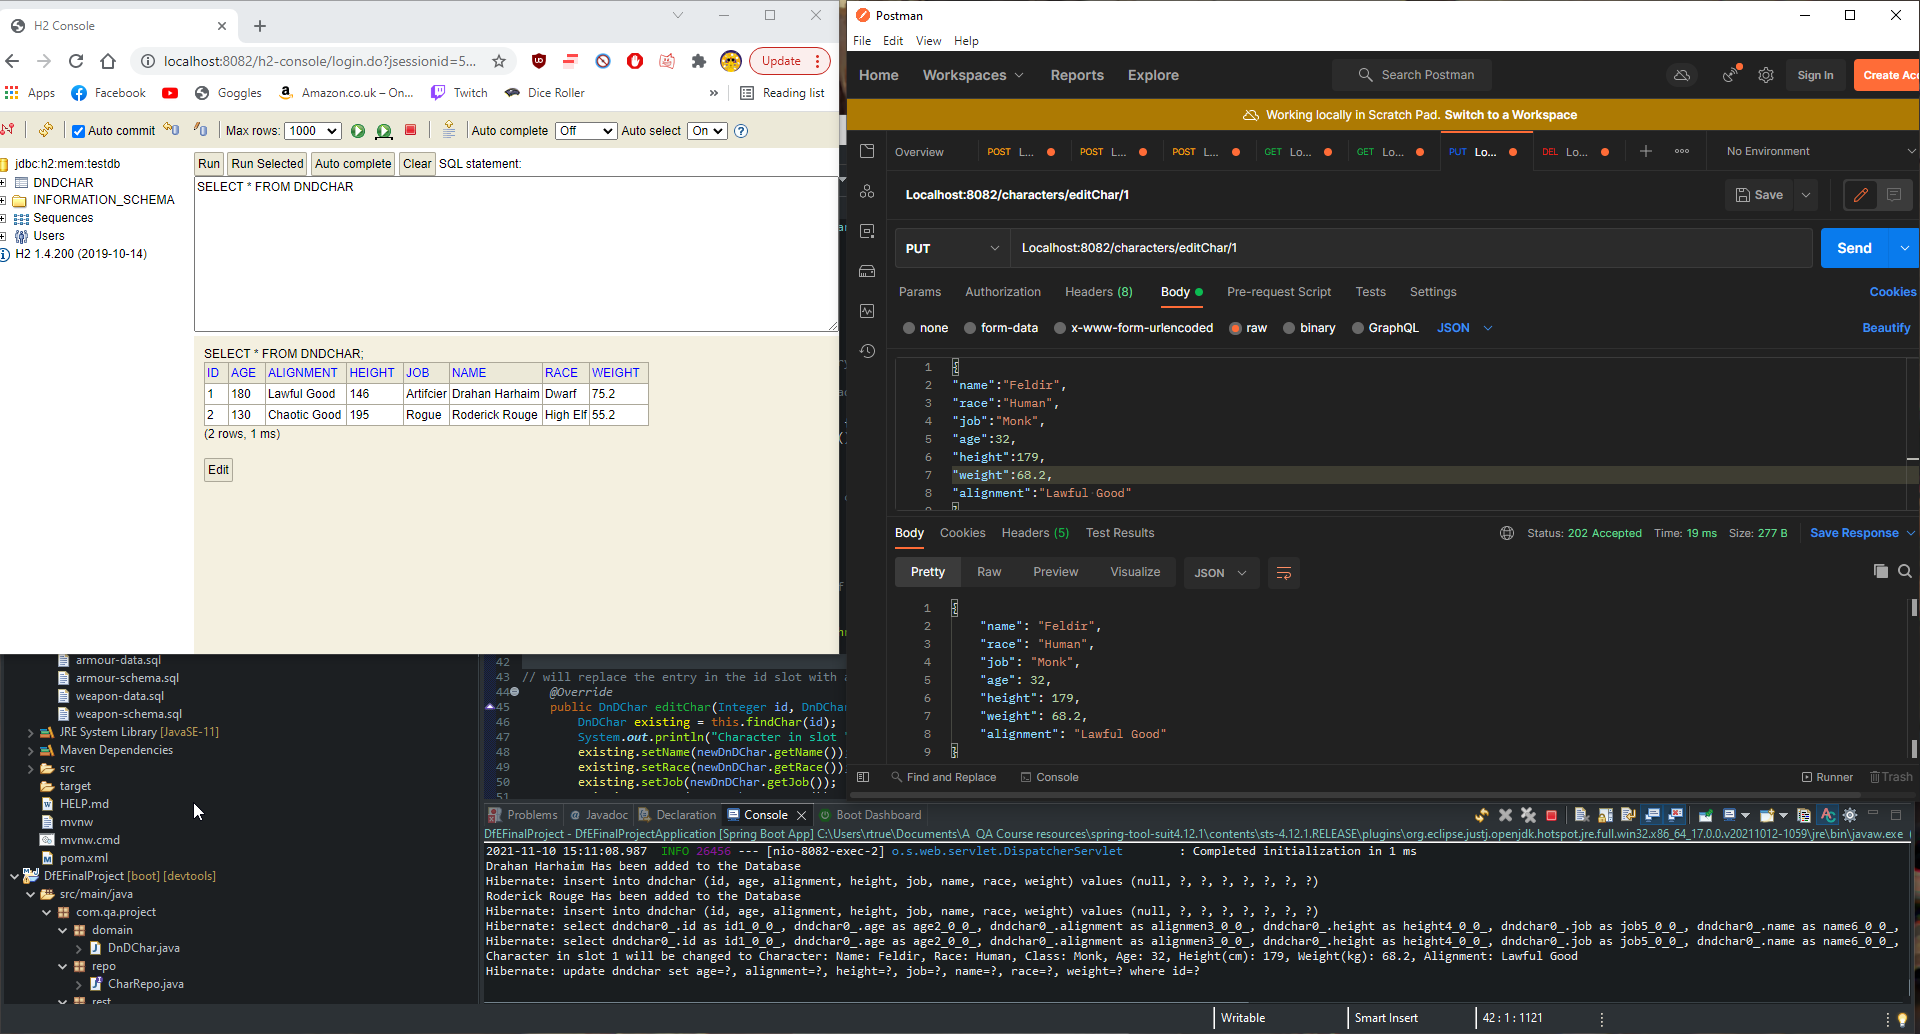 H2 Console
localhost:8082/h2-console/login.do?jsessionid=5...
Update
Apps
Facebook
Goggles
Amazon.co.uk – On...
Twitch
Dice Roller
»
Reading list
Auto commit
Max rows: 1000
Auto complete Off
Auto select On
jdbc:h2:mem:testdb
DNDCHAR
INFORMATION_SCHEMA
Sequences
Users
H2 1.4.200 (2019-10-14)
Run Run Selected Auto complete Clear SQL statement:
SELECT * FROM DNDCHAR
SELECT * FROM DNDCHAR;
ID AGE ALIGNMENT HEIGHT JOB NAME RACE WEIGHT
1 180 Lawful Good 146 Artifcier Drahan Harhaim Dwarf 75.2
2 130 Chaotic Good 195 Rogue Roderick Rouge High Elf 55.2
(2 rows, 1 ms)
Edit
Postman
File Edit View Help
Home Workspaces Reports Explore
Search Postman
Sign In
Create Acc
Working locally in Scratch Pad. Switch to a Workspace
Overview POST L... POST L... POST L... GET Lo... GET Lo... PUT Lo... DEL Lo... No Environment
Localhost:8082/characters/editChar/1
Save
PUT Localhost:8082/characters/editChar/1
Send
Params Authorization Headers (8) Body Pre-request Script Tests Settings Cookies
none form-data x-www-form-urlencoded raw binary GraphQL JSON Beautify
1 {
2 "name":"Feldir",
3 "race":"Human",
4 "job":"Monk",
5 "age":32,
6 "height":179,
7 "weight":68.2,
8 "alignment":"Lawful Good"
Body Cookies Headers (5) Test Results Status: 202 Accepted Time: 19 ms Size: 277 B Save Response
Pretty Raw Preview Visualize JSON
1 {
2 "name": "Feldir",
3 "race": "Human",
4 "job": "Monk",
5 "age": 32,
6 "height": 179,
7 "weight": 68.2,
8 "alignment": "Lawful Good"
9 }
Find and Replace Console Runner Trash
armour-data.sql
armour-schema.sql
weapon-data.sql
weapon-schema.sql
JRE System Library [JavaSE-11]
Maven Dependencies
src
target
HELP.md
mvnw
mvnw.cmd
pom.xml
DfEFinalProject [boot] [devtools]
src/main/java
com.qa.project
domain
DnDChar.java
repo
CharRepo.java
rest
42
43 // will replace the entry in the id slot with a
44 @Override
45 public DnDChar editChar(Integer id, DnDChar
46 DnDChar existing = this.findChar(id);
47 System.out.println("Character in slot "
48 existing.setName(newDnDChar.getName())
49 existing.setRace(newDnDChar.getRace())
50 existing.setJob(newDnDChar.getJob());
51
Problems Javadoc Declaration Console Boot Dashboard
DfEFinalProject - DfEFinalProjectApplication [Spring Boot App] C:\Users\rtrue\Documents\A_QA Course resources\spring-tool-suit4.12.1\contents\sts-4.12.1.RELEASE\plugins\org.eclipse.justj.openjdk.hotspot.jre.full.win32.x86_64_17.0.0.v20211012-1059\jre\bin\javaw.exe
2021-11-10 15:11:08.987 INFO 26456 --- [nio-8082-exec-2] o.s.web.servlet.DispatcherServlet : Completed initialization in 1 ms
Drahan Harhaim Has been added to the Database
Hibernate: insert into dndchar (id, age, alignment, height, job, name, race, weight) values (null, ?, ?, ?, ?, ?, ?, ?)
Roderick Rouge Has been added to the Database
Hibernate: insert into dndchar (id, age, alignment, height, job, name, race, weight) values (null, ?, ?, ?, ?, ?, ?, ?)
Hibernate: select dndchar0_.id as id1_0_0_, dndchar0_.age as age2_0_0_, dndchar0_.alignment as alignmen3_0_0_, dndchar0_.height as height4_0_0_, dndchar0_.job as job5_0_0_, dndchar0_.name as name6_0_0_,
Hibernate: select dndchar0_.id as id1_0_0_, dndchar0_.age as age2_0_0_, dndchar0_.alignment as alignmen3_0_0_, dndchar0_.height as height4_0_0_, dndchar0_.job as job5_0_0_, dndchar0_.name as name6_0_0_,
Character in slot 1 will be changed to Character: Name: Feldir, Race: Human, Class: Monk, Age: 32, Height(cm): 179, Weight(kg): 68.2, Alignment: Lawful Good
Hibernate: update dndchar set age=?, alignment=?, height=?, job=?, name=?, race=?, weight=? where id=?
Writable Smart Insert 42 : 1 : 1121